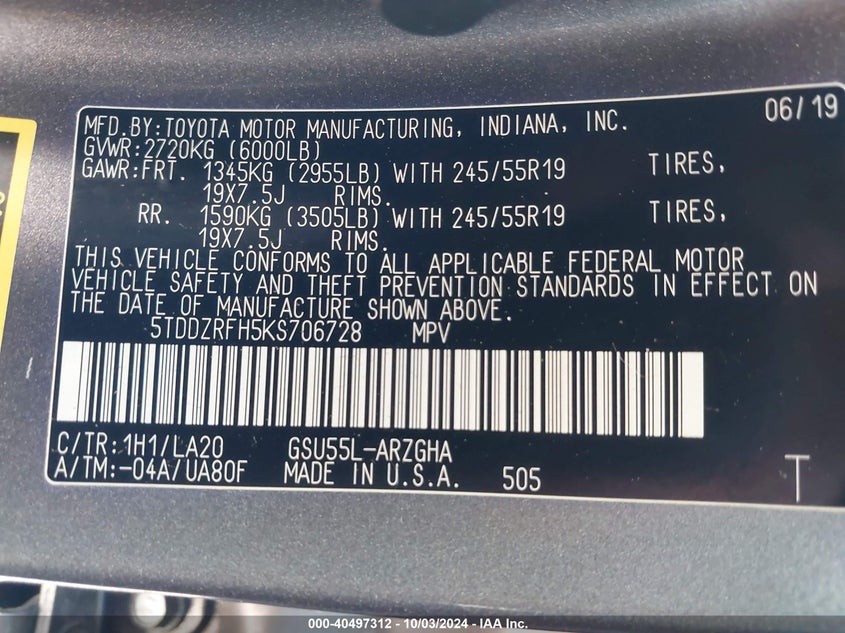 MFD.BY:TOYOTA MOTOR MANUFACTURING, INDIANA, INC. 06/19
GVWR:2720KG (6000LB)
GAWR:FRT. 1345KG (2955LB) WITH 245/55R19 TIRES,
19X7.5J RIMS.
RR. 1590KG (3505LB) WITH 245/55R19 TIRES,
19X7.5J RIMS.
THIS VEHICLE CONFORMS TO ALL APPLICABLE FEDERAL MOTOR
VEHICLE SAFETY AND THEFT PREVENTION STANDARDS IN EFFECT ON
THE DATE OF MANUFACTURE SHOWN ABOVE.
5TDDZRFH5KS706728 MPV
C/TR:1H1/LA20 GSU55L-ARZGHA
A/TM:-04A/UA80F MADE IN U.S.A. 505 T
000-40497312 - 10/03/2024 - IAA Inc.